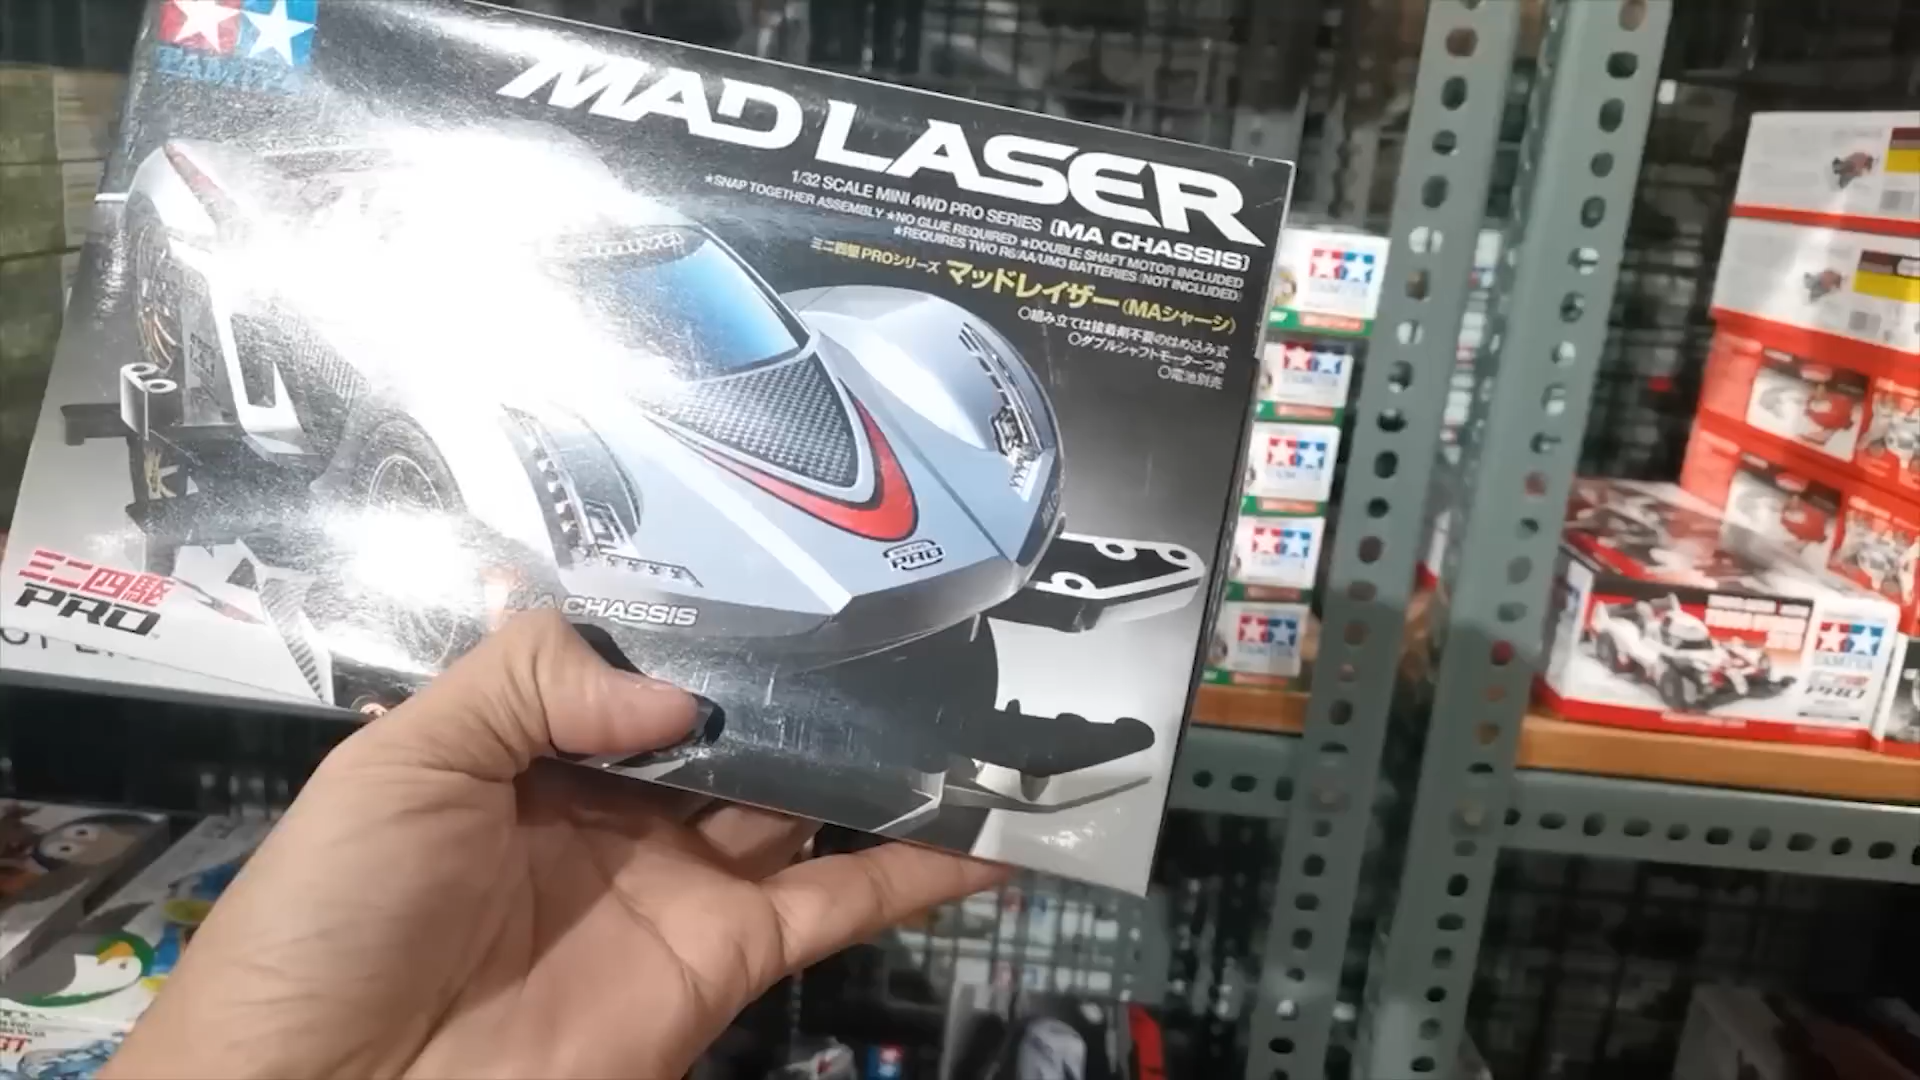 TAMIYA
MAD LASER
1/32 SCALE MINI 4WD PRO SERIES (MA CHASSIS)
★SNAP TOGETHER ASSEMBLY ★NO GLUE REQUIRED ★DOUBLE SHAFT MOTOR INCLUDED
★REQUIRES TWO R6/AA/UM3 BATTERIES (NOT INCLUDED)
ミニ四駆 PROシリーズ マッドレイザー (MAシャーシ)
○組み立ては接着剤不要のはめ込み式
○ダブルシャフトモーターつき
○電池別売
PRO
MA CHASSIS
ミニ四駆
PRO
TAMIYA
PRO